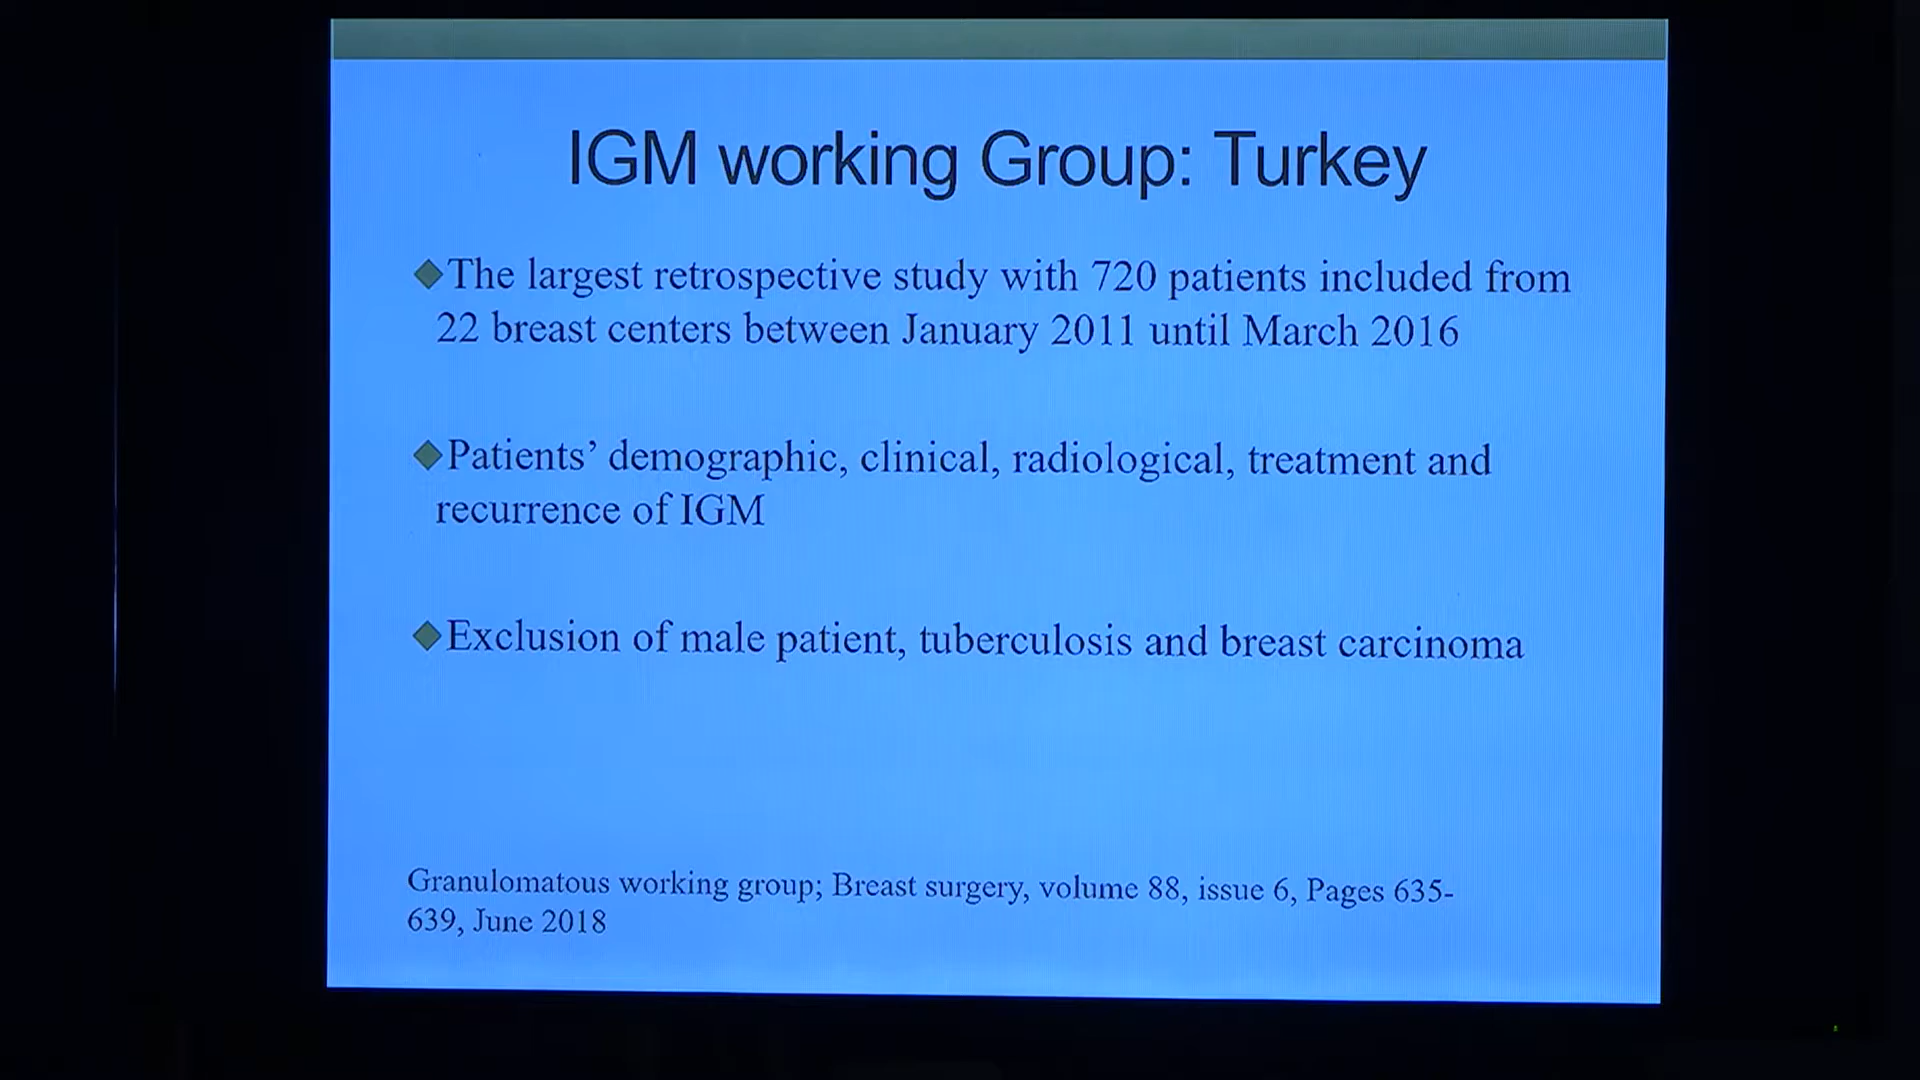 IGM working Group: Turkey
The largest retrospective study with 720 patients included from
22 breast centers between January 2011 until March 2016
Patients’ demographic, clinical, radiological, treatment and
recurrence of IGM
Exclusion of male patient, tuberculosis and breast carcinoma
Granulomatous working group; Breast surgery, volume 88, issue 6, Pages 635-
639, June 2018